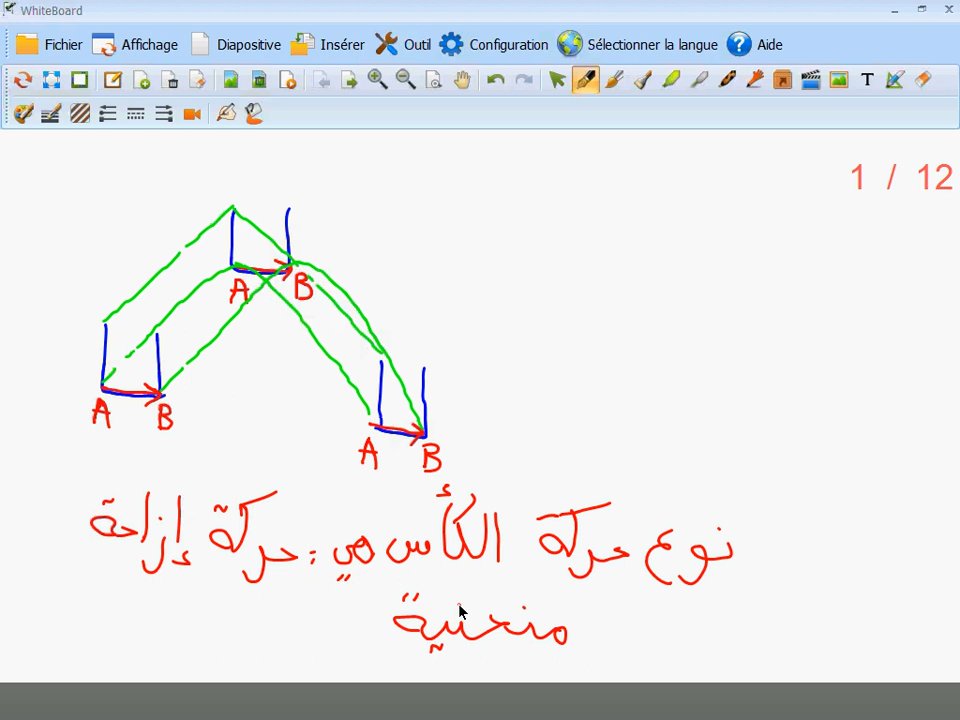 WhiteBoard
Fichier Affichage Diapositive Insérer Outil Configuration Sélectionner la langue Aide
T
1 / 12
A B
A B
A B
نوع حركة الكأس هي : حركة إزاحة
منحنية